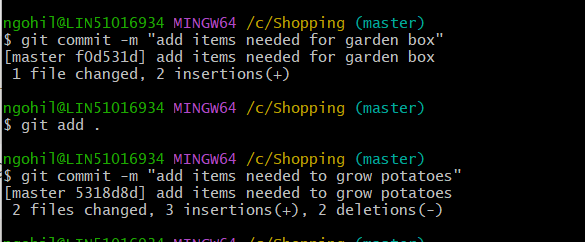 ngohil@LIN51016934 MINGW64 /c/Shopping (master)
$ git commit -m "add items needed for garden box"
[master f0d531d] add items needed for garden box
 1 file changed, 2 insertions(+)
ngohil@LIN51016934 MINGW64 /c/Shopping (master)
$ git add .
ngohil@LIN51016934 MINGW64 /c/Shopping (master)
$ git commit -m "add items needed to grow potatoes"
[master 5318d8d] add items needed to grow potatoes
 2 files changed, 3 insertions(+), 2 deletions(-)